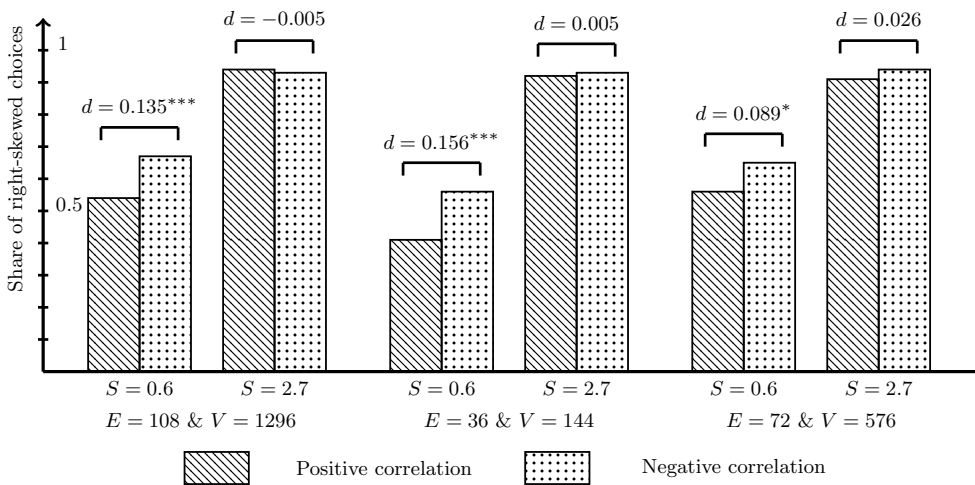 Share of right-skewed choices
1
0.5
d = −0.005
d = 0.135***
d = 0.005
d = 0.156***
d = 0.026
d = 0.089*
S = 0.6 S = 2.7 S = 0.6 S = 2.7 S = 0.6 S = 2.7
E = 108 & V = 1296 E = 36 & V = 144 E = 72 & V = 576
Positive correlation Negative correlation